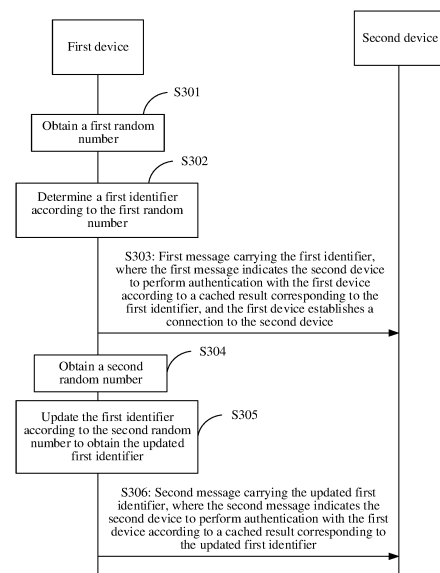 First device
Second device
S301
Obtain a first random
number
S302
Determine a first identifier
according to the first random
number
S303: First message carrying the first identifier,
where the first message indicates the second device
to perform authentication with the first device
according to a cached result corresponding to the
first identifier, and the first device establishes a
connection to the second device
S304
Obtain a second
random number
S305
Update the first identifier
according to the second random
number to obtain the updated
first identifier
S306: Second message carrying the updated first
identifier, where the second message indicates the
second device to perform authentication with the first
device according to a cached result corresponding to
the updated first identifier